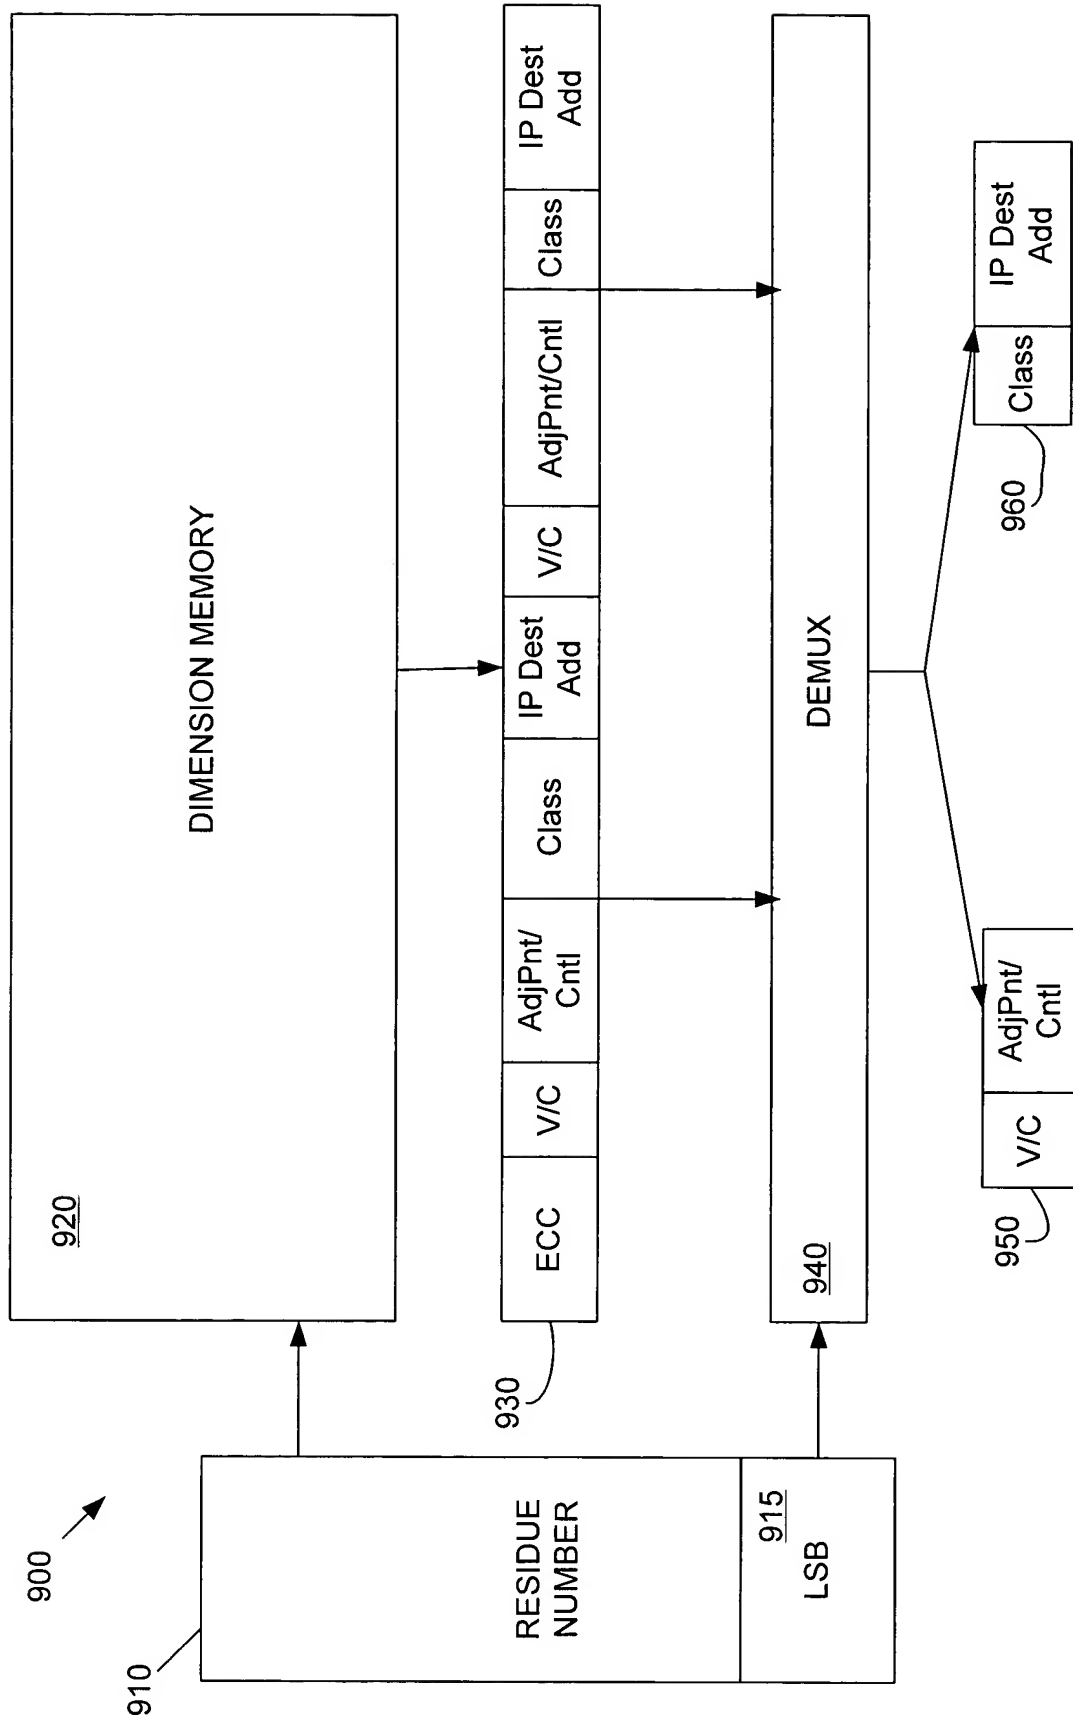 900
910
RESIDUE
NUMBER
915
LSB
920
DIMENSION MEMORY
930
ECC
V/C
AdjPnt/
Cntl
Class
IP Dest
Add
V/C
AdjPnt/Cntl
Class
IP Dest
Add
940
DEMUX
950
V/C
AdjPnt/
Cntl
960
Class
IP Dest
Add